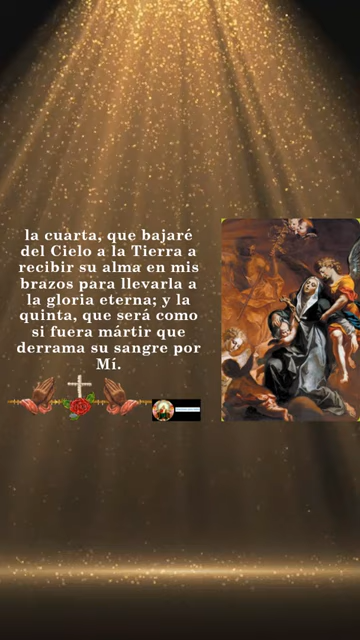 la cuarta, que bajaré
del Cielo a la Tierra a
recibir su alma en mis
brazos para llevarla a
la gloria eterna; y la
quinta, que será como
si fuera mártir que
derrama su sangre por
Mí.